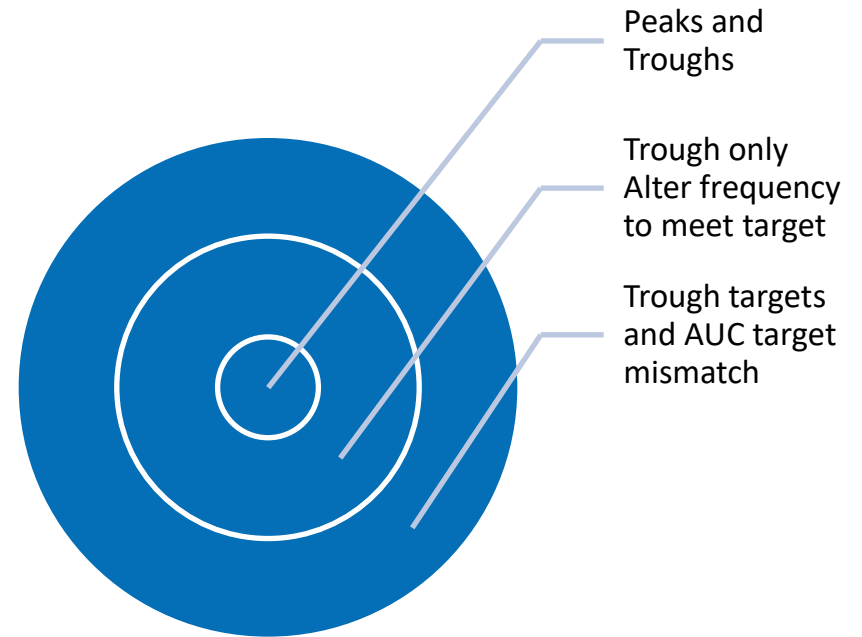 Peaks and
Troughs
Trough only
Alter frequency
to meet target
Trough targets
and AUC target
mismatch